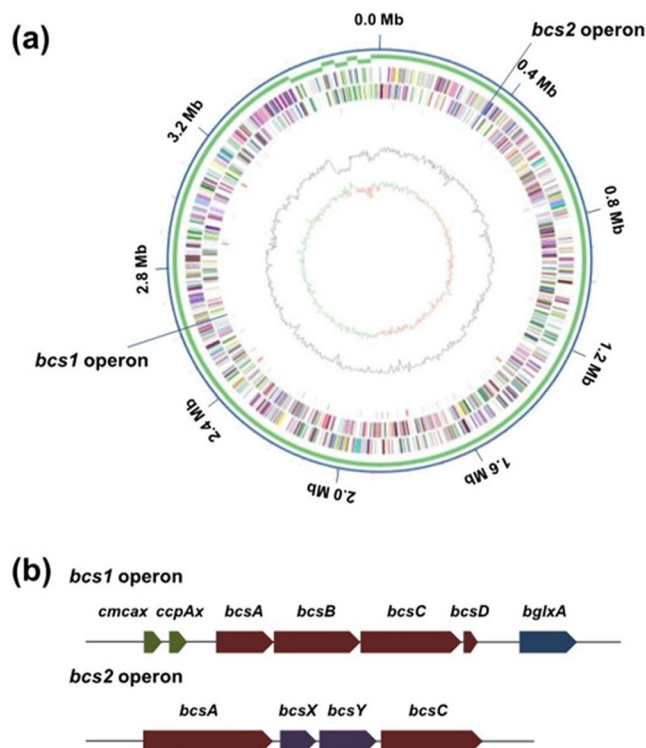 (a)
0.0 Mb
bcs2 operon
0.4 Mb
0.8 Mb
1.2 Mb
1.6 Mb
2.0 Mb
2.4 Mb
bcs1 operon
2.8 Mb
3.2 Mb
(b)
bcs1 operon
cmcax ccpAx bcsA bcsB bcsC bcsD bglxA
bcs2 operon
bcsA bcsX bcsY bcsC